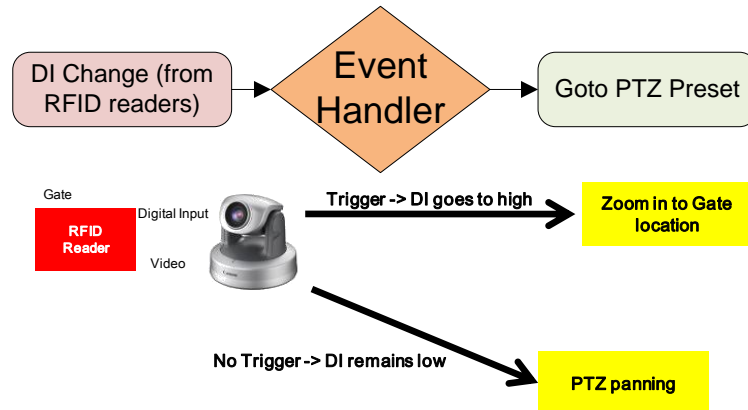 DI Change (from
RFID readers)
Event
Handler
Goto PTZ Preset
Gate
RFID
Reader
Digital Input
Video
Canon
Trigger -> DI goes to high
Zoom in to Gate
location
No Trigger -> DI remains low
PTZ panning